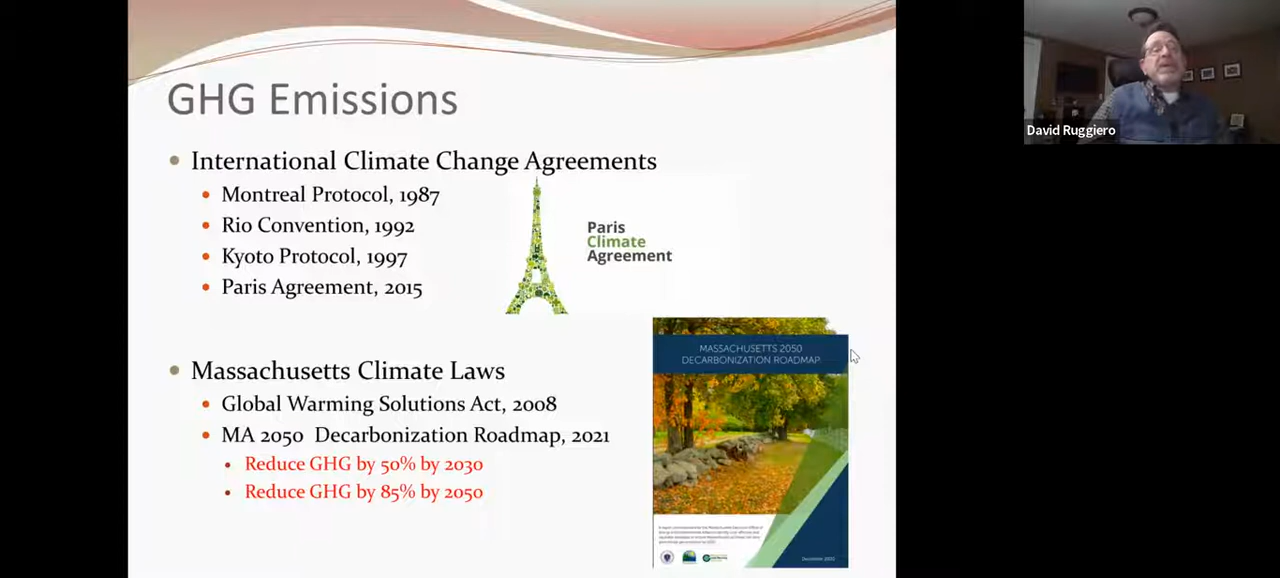 GHG Emissions
International Climate Change Agreements
Montreal Protocol, 1987
Rio Convention, 1992
Kyoto Protocol, 1997
Paris Agreement, 2015
Paris
Climate
Agreement
Massachusetts Climate Laws
Global Warming Solutions Act, 2008
MA 2050 Decarbonization Roadmap, 2021
Reduce GHG by 50% by 2030
Reduce GHG by 85% by 2050
MASSACHUSETTS 2050
DECARBONIZATION ROADMAP
David Ruggiero